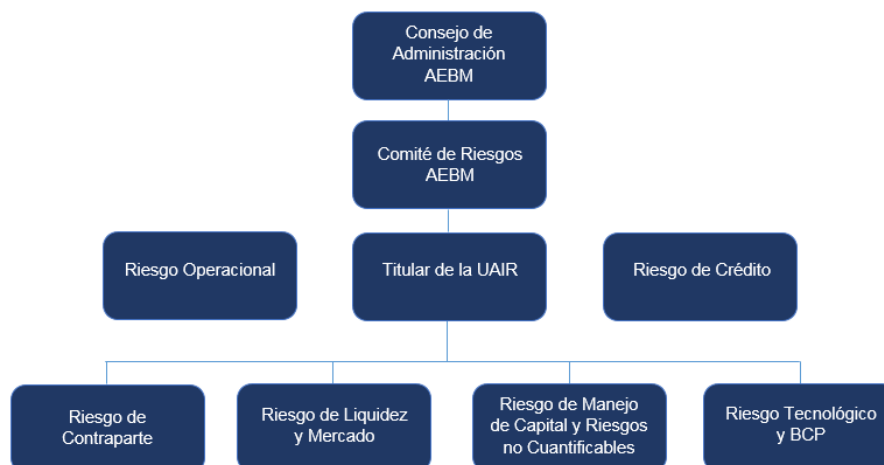 Consejo de
Administración
AEBM
Comité de Riesgos
AEBM
Riesgo Operacional
Titular de la UAIR
Riesgo de Crédito
Riesgo de
Contraparte
Riesgo de Liquidez
y Mercado
Riesgo de Manejo
de Capital y Riesgos
no Cuantificables
Riesgo Tecnológico
y BCP